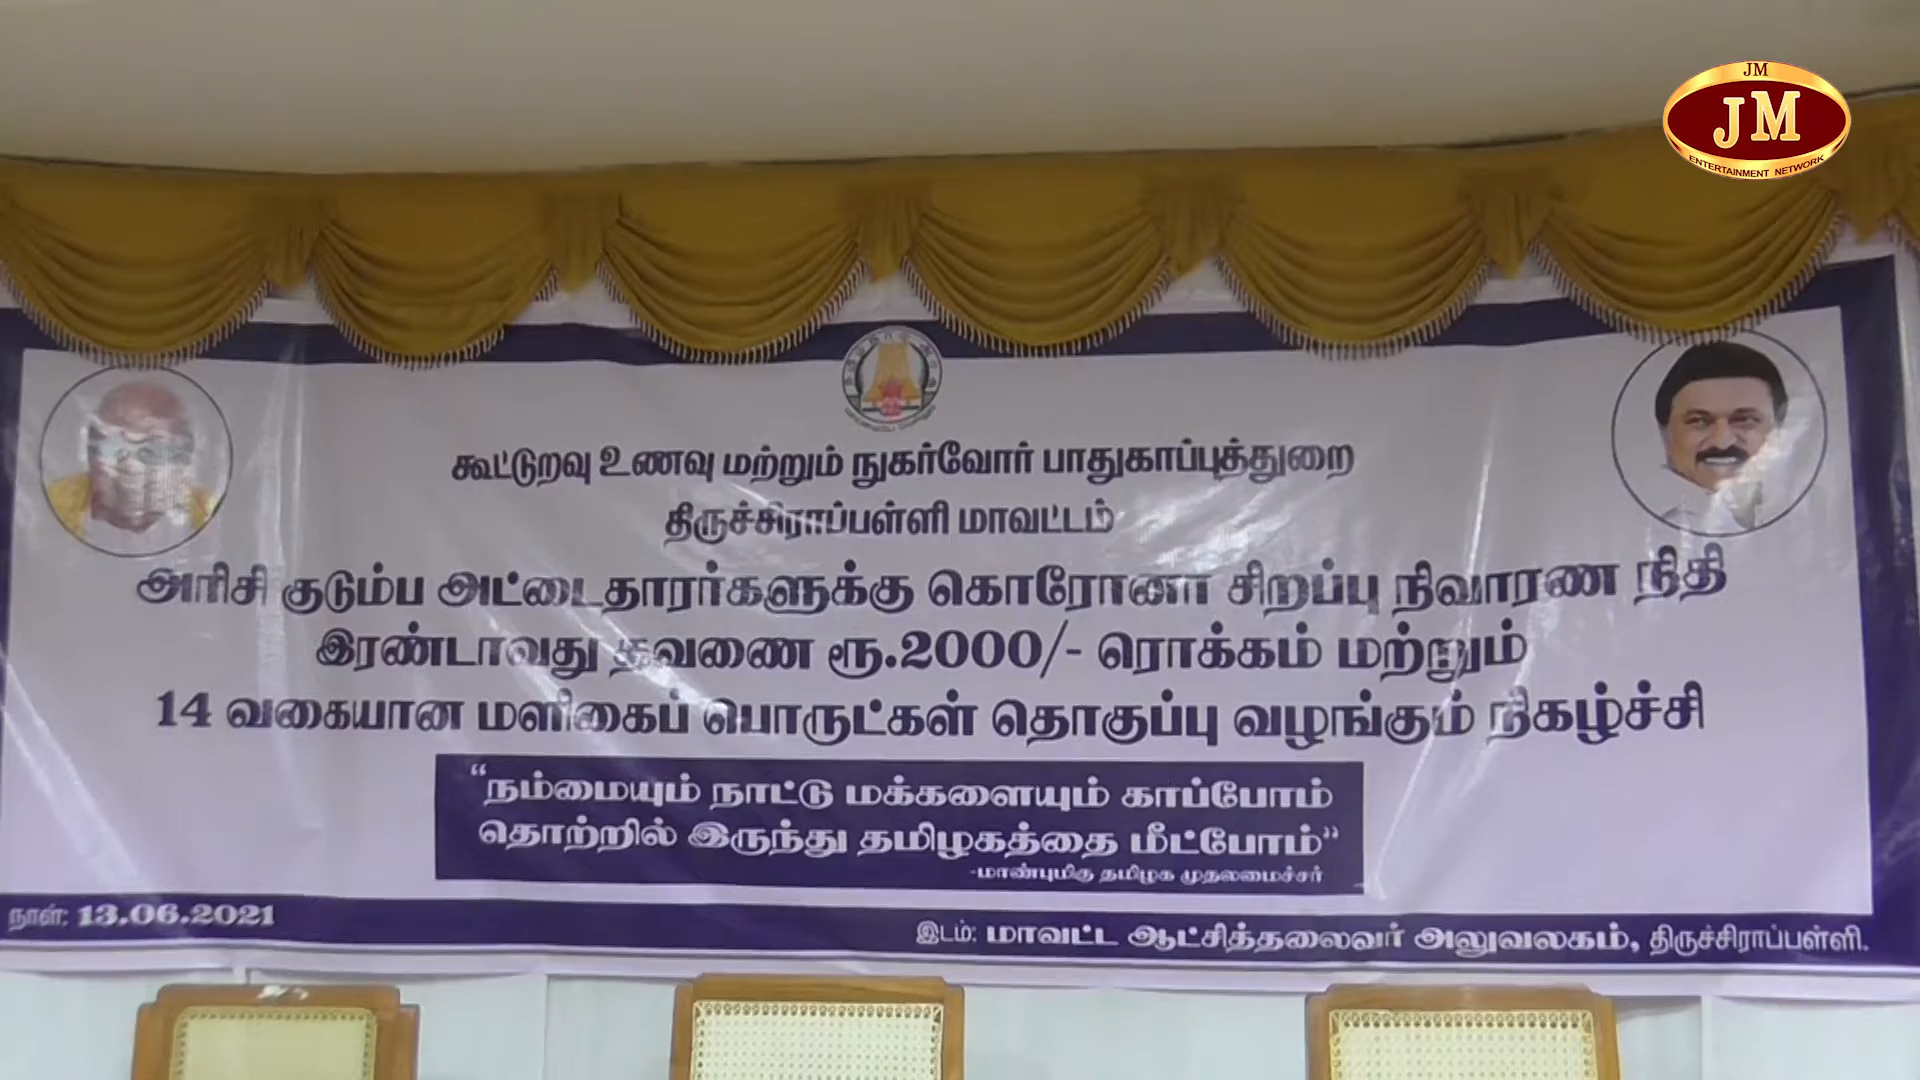 JM
JM
ENTERTAINMENT NETWORK
கூட்டுறவு உணவு மற்றும் நுகர்வோர் பாதுகாப்புத்துறை
திருச்சிராப்பள்ளி மாவட்டம்
அரிசி குடும்ப அட்டைதாரர்களுக்கு கொரோனா சிறப்பு நிவாரண நிதி
இரண்டாவது தவணை ரூ.2000/- ரொக்கம் மற்றும்
14 வகையான மளிகைப் பொருட்கள் தொகுப்பு வழங்கும் நிகழ்ச்சி
“நம்மையும் நாட்டு மக்களையும் காப்போம்
தொற்றில் இருந்து தமிழகத்தை மீட்போம்”
-மாண்புமிகு தமிழக முதலமைச்சர்
நாள்: 13.06.2021
இடம்: மாவட்ட ஆட்சித்தலைவர் அலுவலகம், திருச்சிராப்பள்ளி.